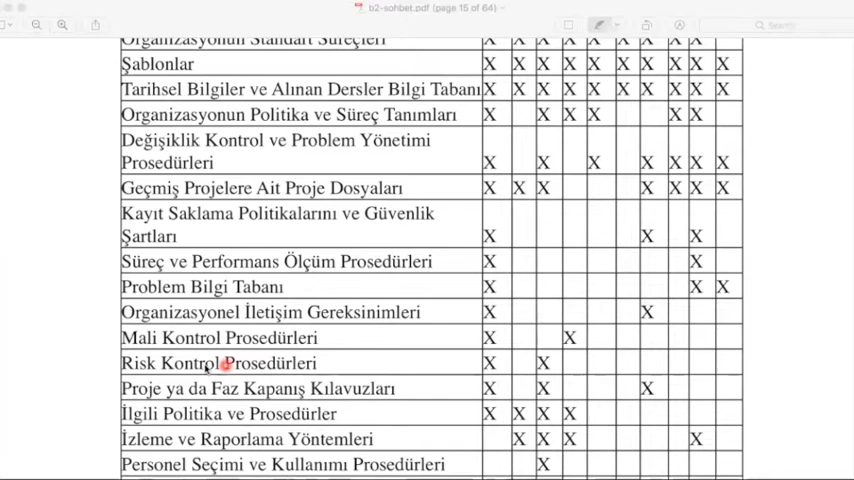 b2-sohbet.pdf (page 15 of 64)
Search
Organizasyonun Standart Süreçleri X X X X X X X X X
Şablonlar X X X X X X X X X X
Tarihsel Bilgiler ve Alınan Dersler Bilgi Tabanı X X X X X X X X X X
Organizasyonun Politika ve Süreç Tanımları X X X X X X
Değişiklik Kontrol ve Problem Yönetimi
Prosedürleri X X X X X X X
Geçmiş Projelere Ait Proje Dosyaları X X X X X X X
Kayıt Saklama Politikalarını ve Güvenlik
Şartları X X X
Süreç ve Performans Ölçüm Prosedürleri X X
Problem Bilgi Tabanı X X X
Organizasyonel İletişim Gereksinimleri X X
Mali Kontrol Prosedürleri X X
Risk Kontrol Prosedürleri X X
Proje ya da Faz Kapanış Kılavuzları X X X
İlgili Politika ve Prosedürler X X X X
İzleme ve Raporlama Yöntemleri X X X X
Personel Seçimi ve Kullanımı Prosedürleri X